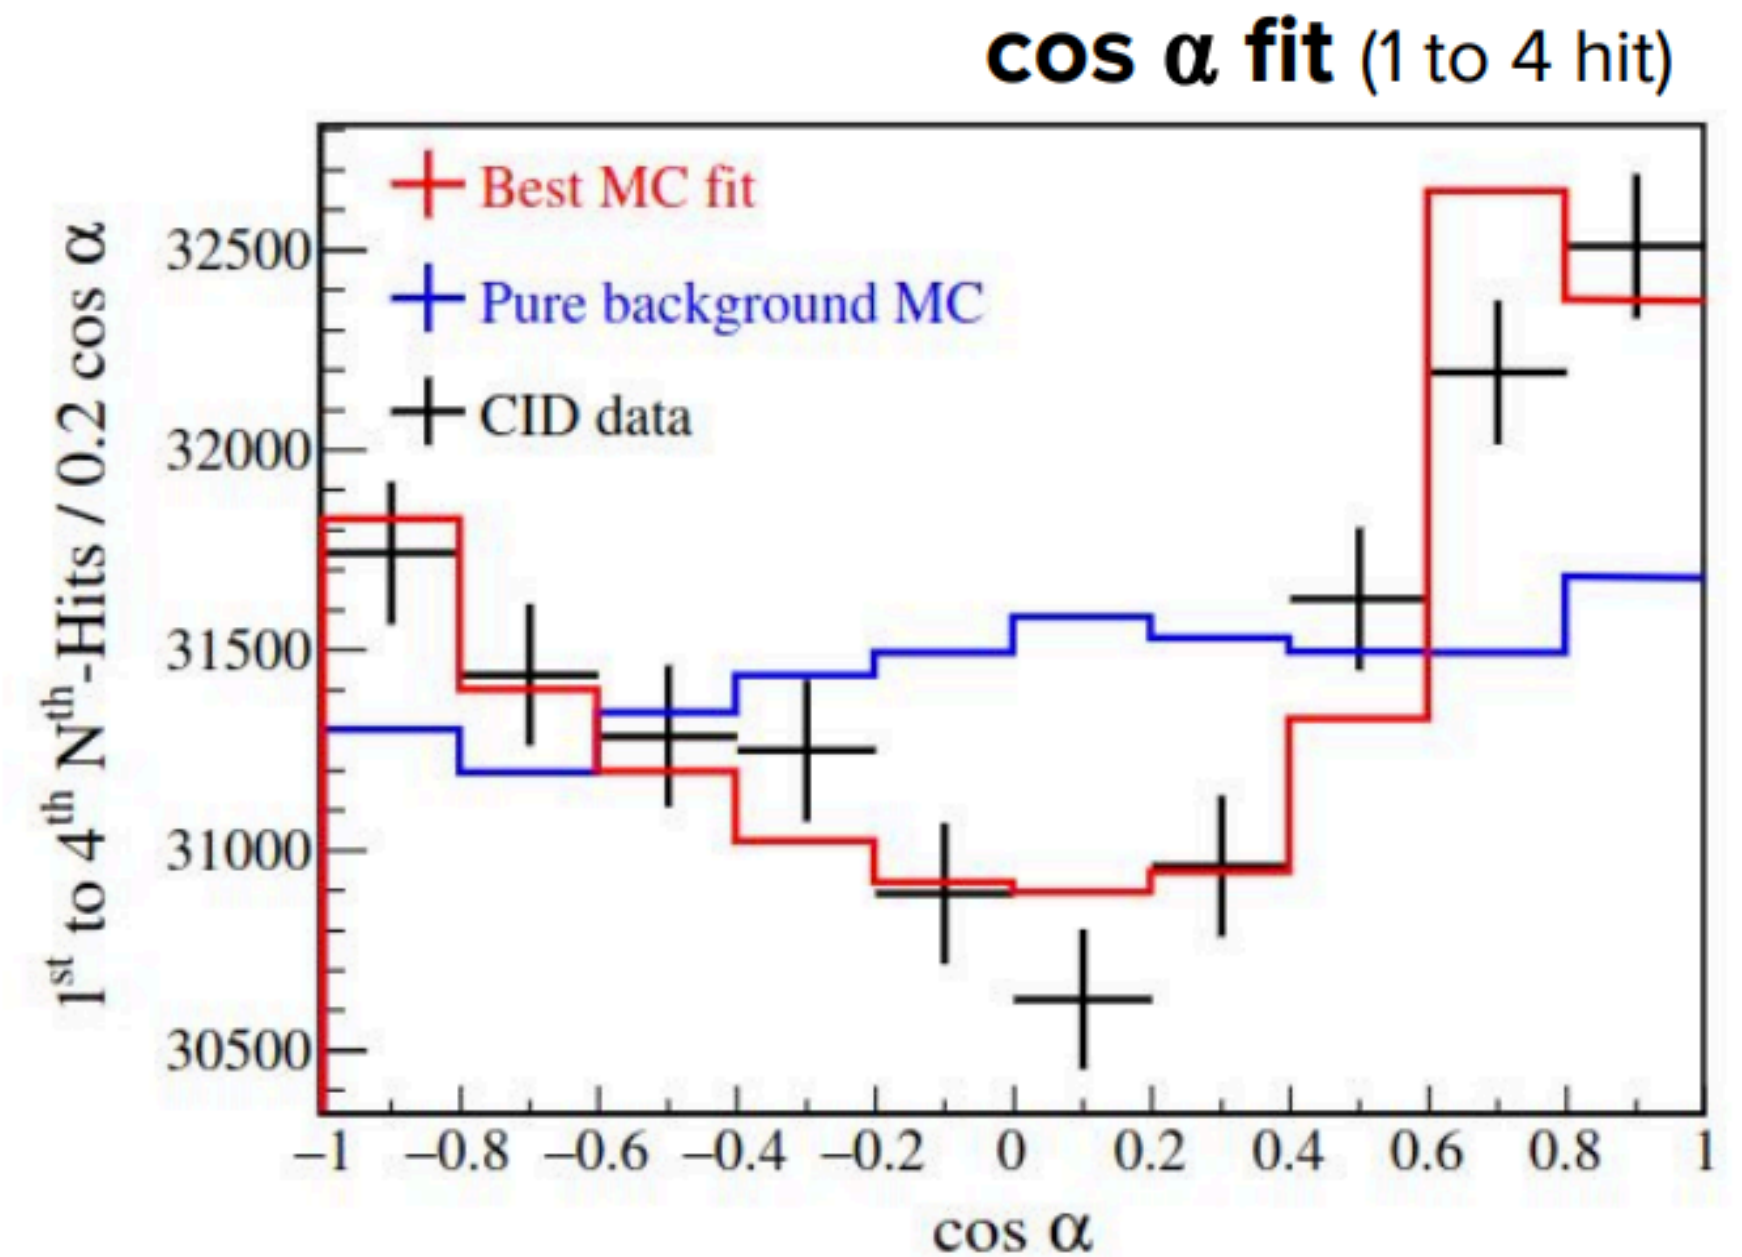 cos α fit (1 to 4 hit)
Best MC fit
Pure background MC
CID data
1st to 4th Nth-Hits / 0.2 cos α
32500
32000
31500
31000
30500
–1 –0.8 –0.6 –0.4 –0.2 0 0.2 0.4 0.6 0.8 1
cos α